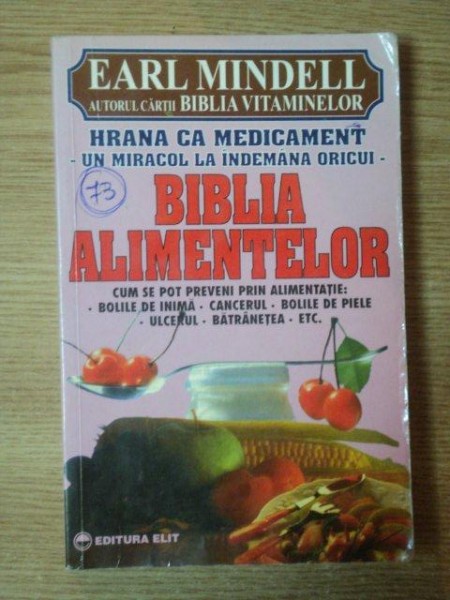 EARL MINDELL
AUTORUL CĂRȚII BIBLIA VITAMINELOR
HRANA CA MEDICAMENT
- UN MIRACOL LA ÎNDEMÂNA ORICUI -
73
BIBLIA
ALIMENTELOR
CUM SE POT PREVENI PRIN ALIMENTAȚIE:
• BOLILE DE INIMĂ • CANCERUL • BOLILE DE PIELE
• ULCERUL • BĂTRÂNEȚEA • ETC.
EDITURA ELIT